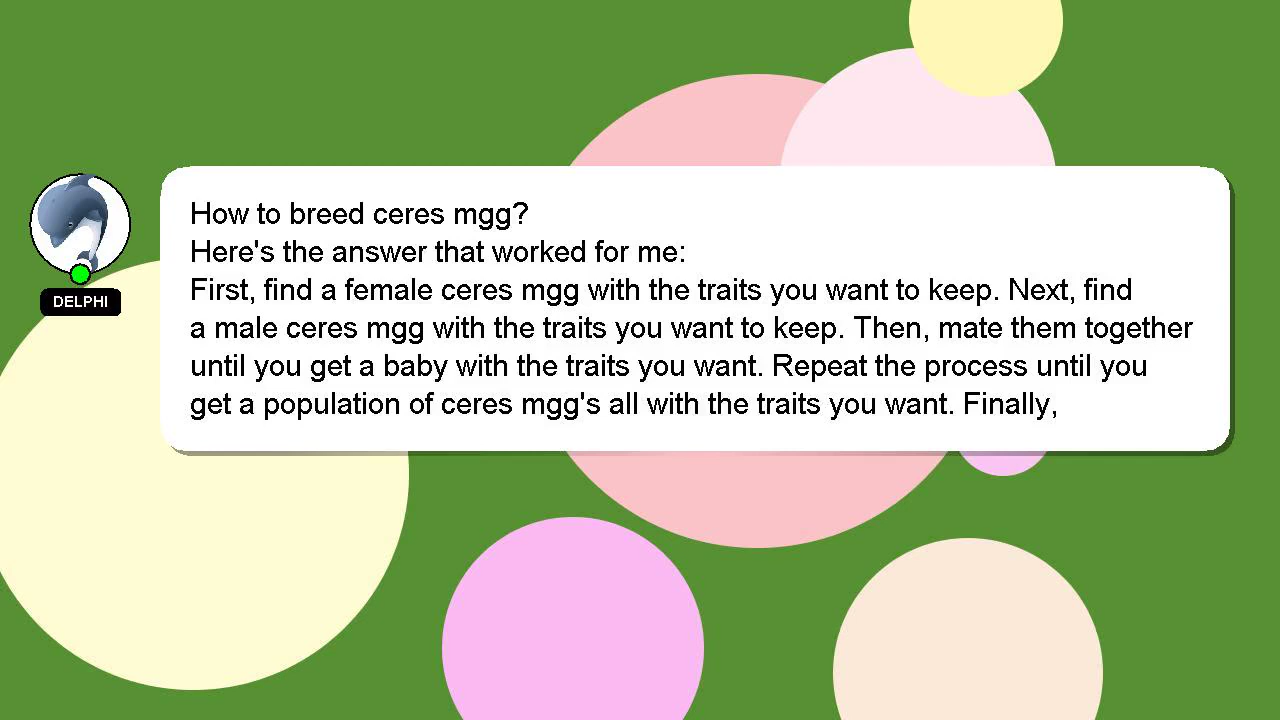 How to breed ceres mgg?
Here's the answer that worked for me:
First, find a female ceres mgg with the traits you want to keep. Next, find
a male ceres mgg with the traits you want to keep. Then, mate them together
until you get a baby with the traits you want. Repeat the process until you
get a population of ceres mgg's all with the traits you want. Finally,
DELPHI